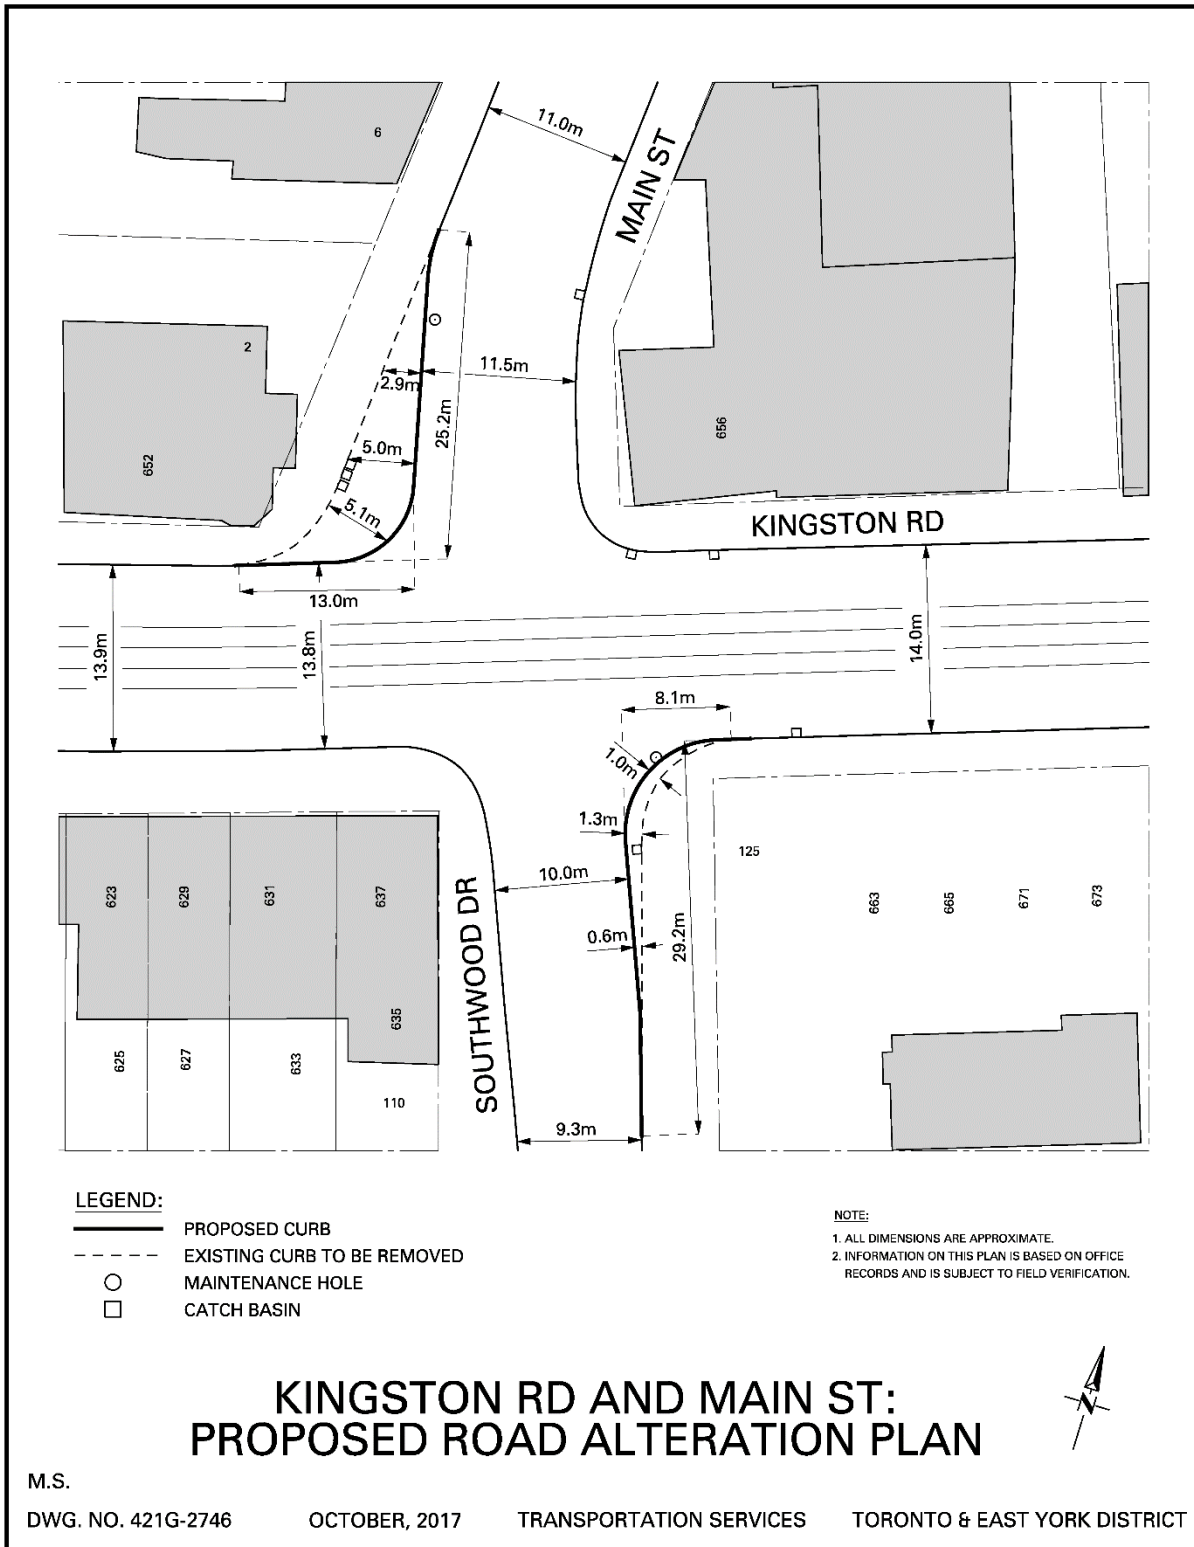 11.0m
MAIN ST
6
2
652
2.9m
11.5m
25.2m
5.0m
5.1m
656
KINGSTON RD
13.0m
13.9m
13.8m
14.0m
8.1m
1.0m
1.3m
125
623
629
631
637
10.0m
663
665
671
673
0.6m
29.2m
SOUTHWOOD DR
635
625
627
633
110
9.3m
LEGEND:
PROPOSED CURB
EXISTING CURB TO BE REMOVED
MAINTENANCE HOLE
CATCH BASIN
NOTE:
1. ALL DIMENSIONS ARE APPROXIMATE.
2. INFORMATION ON THIS PLAN IS BASED ON OFFICE
RECORDS AND IS SUBJECT TO FIELD VERIFICATION.
N
KINGSTON RD AND MAIN ST:
PROPOSED ROAD ALTERATION PLAN
M.S.
DWG. NO. 421G-2746 OCTOBER, 2017 TRANSPORTATION SERVICES TORONTO & EAST YORK DISTRICT